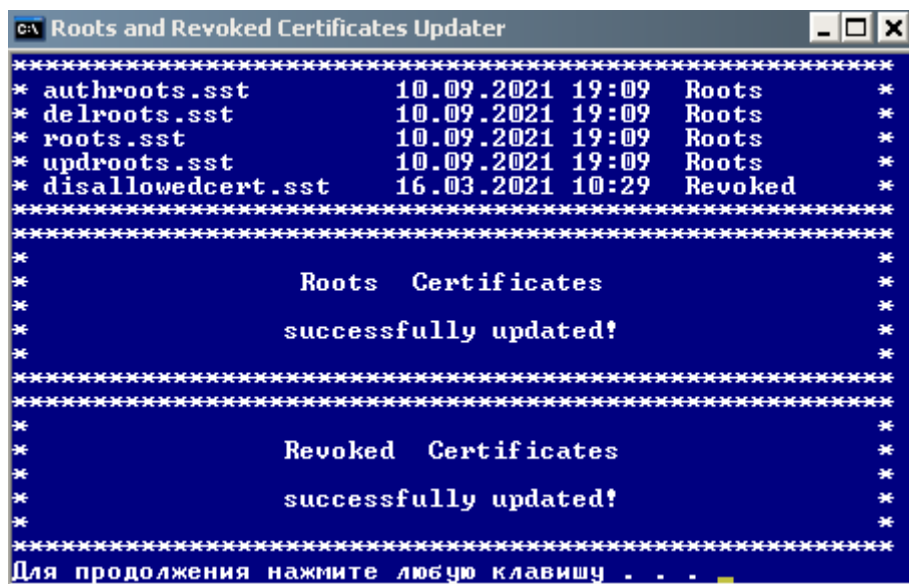 Roots and Revoked Certificates Updater
*******************************************************
* authroots.sst 10.09.2021 19:09 Roots *
* delroots.sst 10.09.2021 19:09 Roots *
* roots.sst 10.09.2021 19:09 Roots *
* updroots.sst 10.09.2021 19:09 Roots *
* disallowedcert.sst 16.03.2021 10:29 Revoked *
*******************************************************
*******************************************************
* *
* Roots Certificates *
* *
* successfully updated! *
* *
*******************************************************
*******************************************************
* *
* Revoked Certificates *
* *
* successfully updated! *
* *
*******************************************************
Для продолжения нажмите любую клавишу . . .